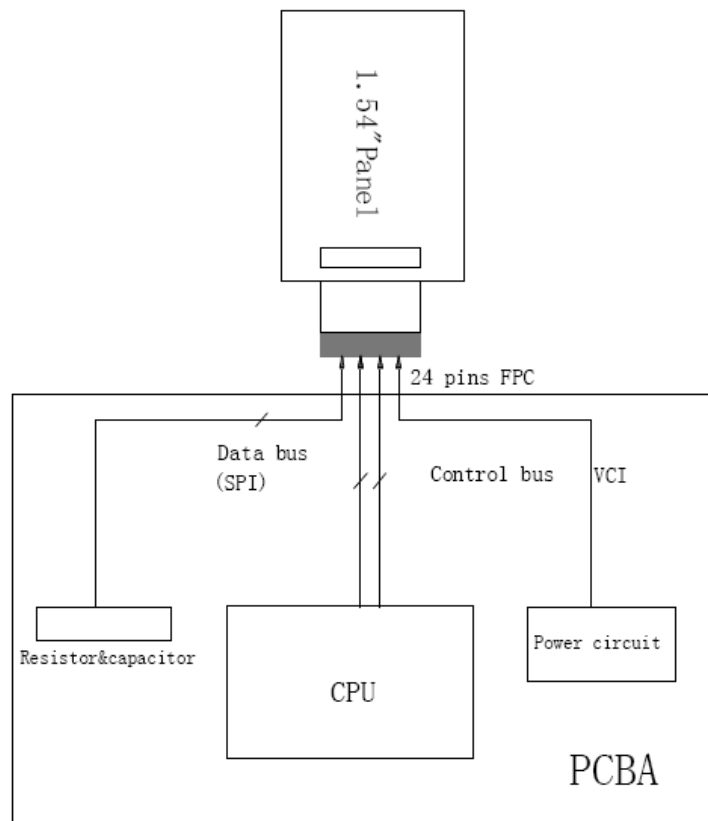 1.54"Panel
24 pins FPC
Data bus
(SPI)
Control bus
VCI
Resistor&capacitor
CPU
Power circuit
PCBA